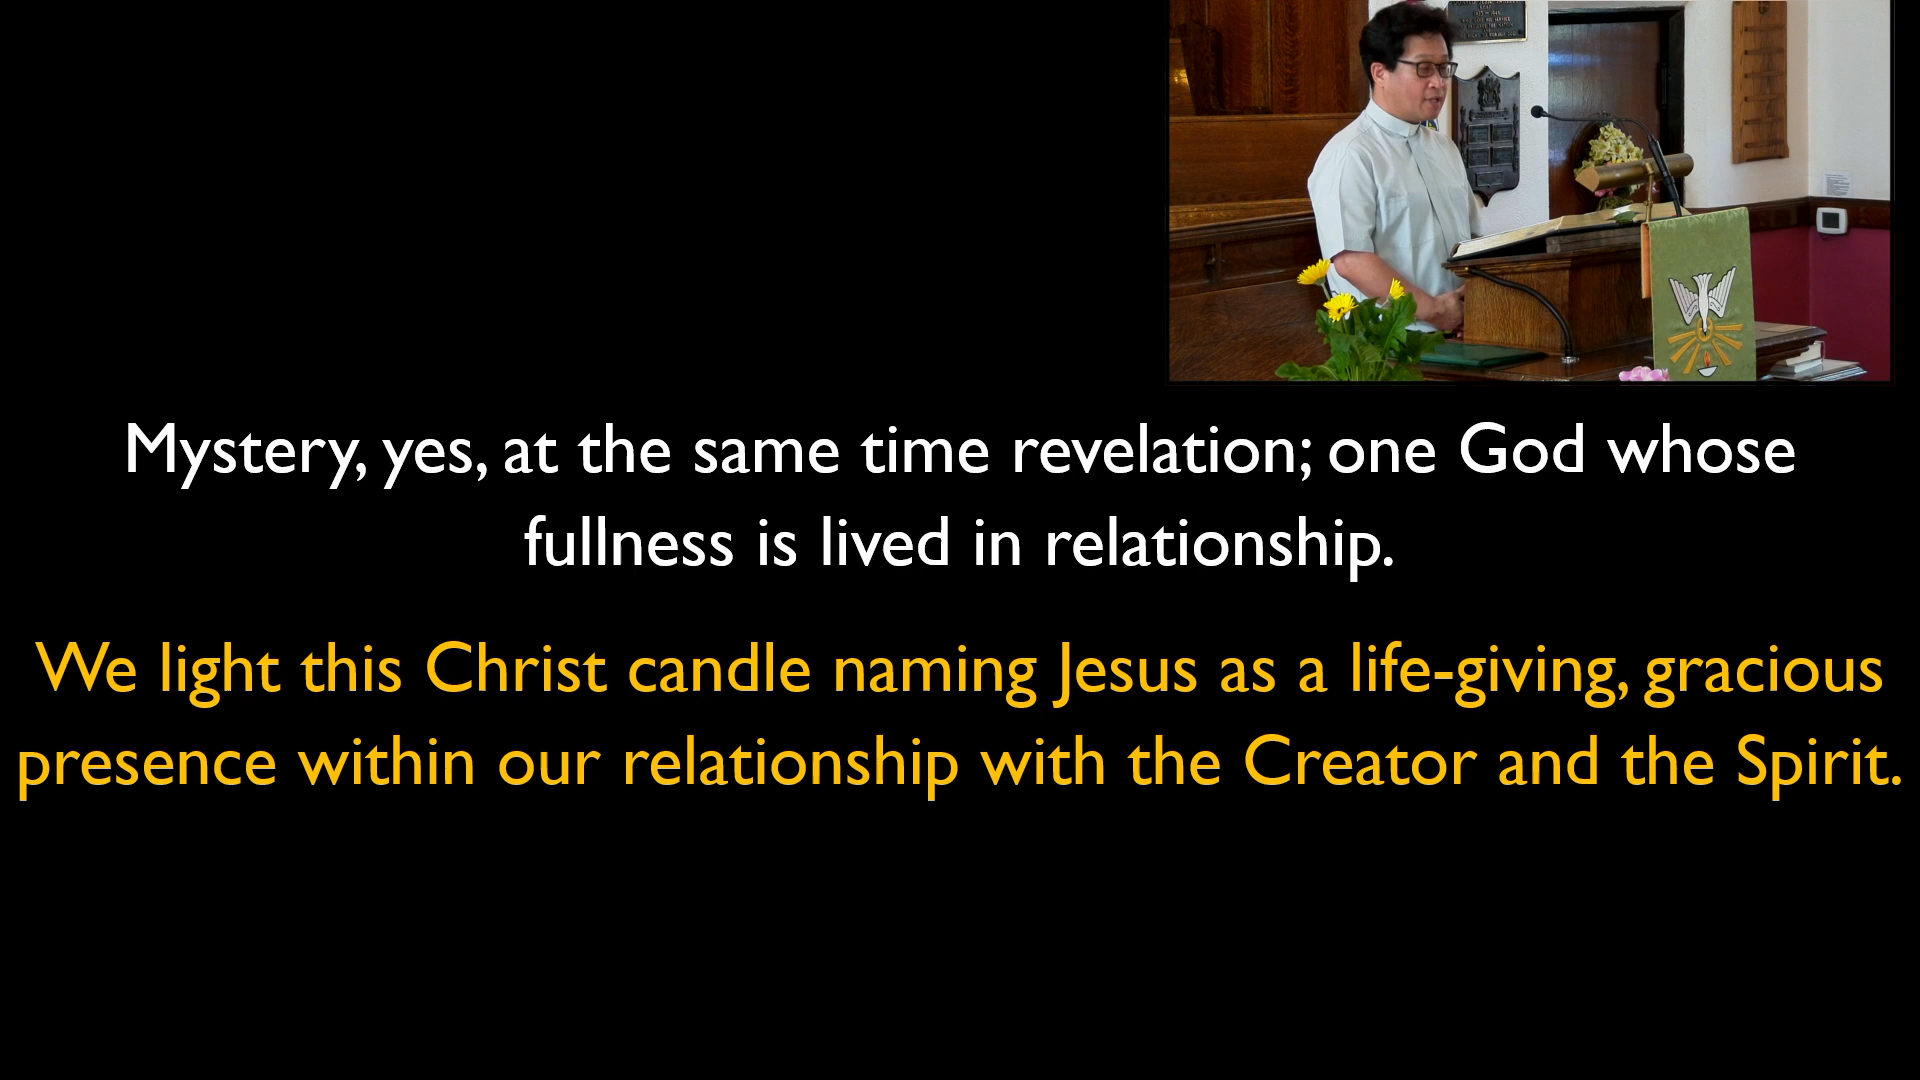 Mystery, yes, at the same time revelation; one God whose
fullness is lived in relationship.
We light this Christ candle naming Jesus as a life-giving, gracious
presence within our relationship with the Creator and the Spirit.